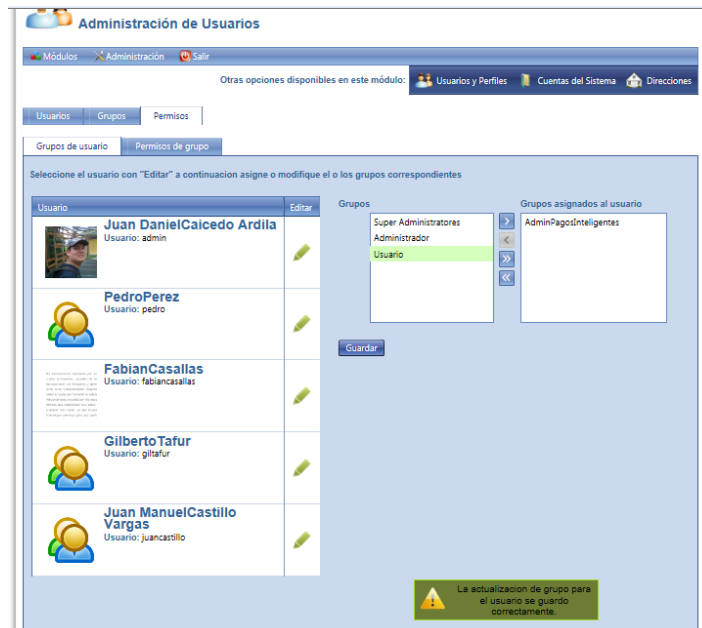 Administración de Usuarios
Módulos Administración Salir
Otras opciones disponibles en este módulo: Usuarios y Perfiles Cuentas del Sistema Direcciones
Usuarios Grupos Permisos
Grupos de usuario Permisos de grupo
Seleccione el usuario con "Editar" a continuacion asigne o modifique el o los grupos correspondientes
Usuario Editar
Juan DanielCaicedo Ardila
Usuario: admin
PedroPerez
Usuario: pedro
FabianCasallas
Usuario: fabiancasallas
GilbertoTafur
Usuario: giltafur
Juan ManuelCastillo
Vargas
Usuario: juancastillo
Grupos
Super Administratores
Administrador
Usuario
> < >> <<
Grupos asignados al usuario
AdminPagosInteligentes
Guardar
La actualizacion de grupo para
el usuario se guardo
correctamente.